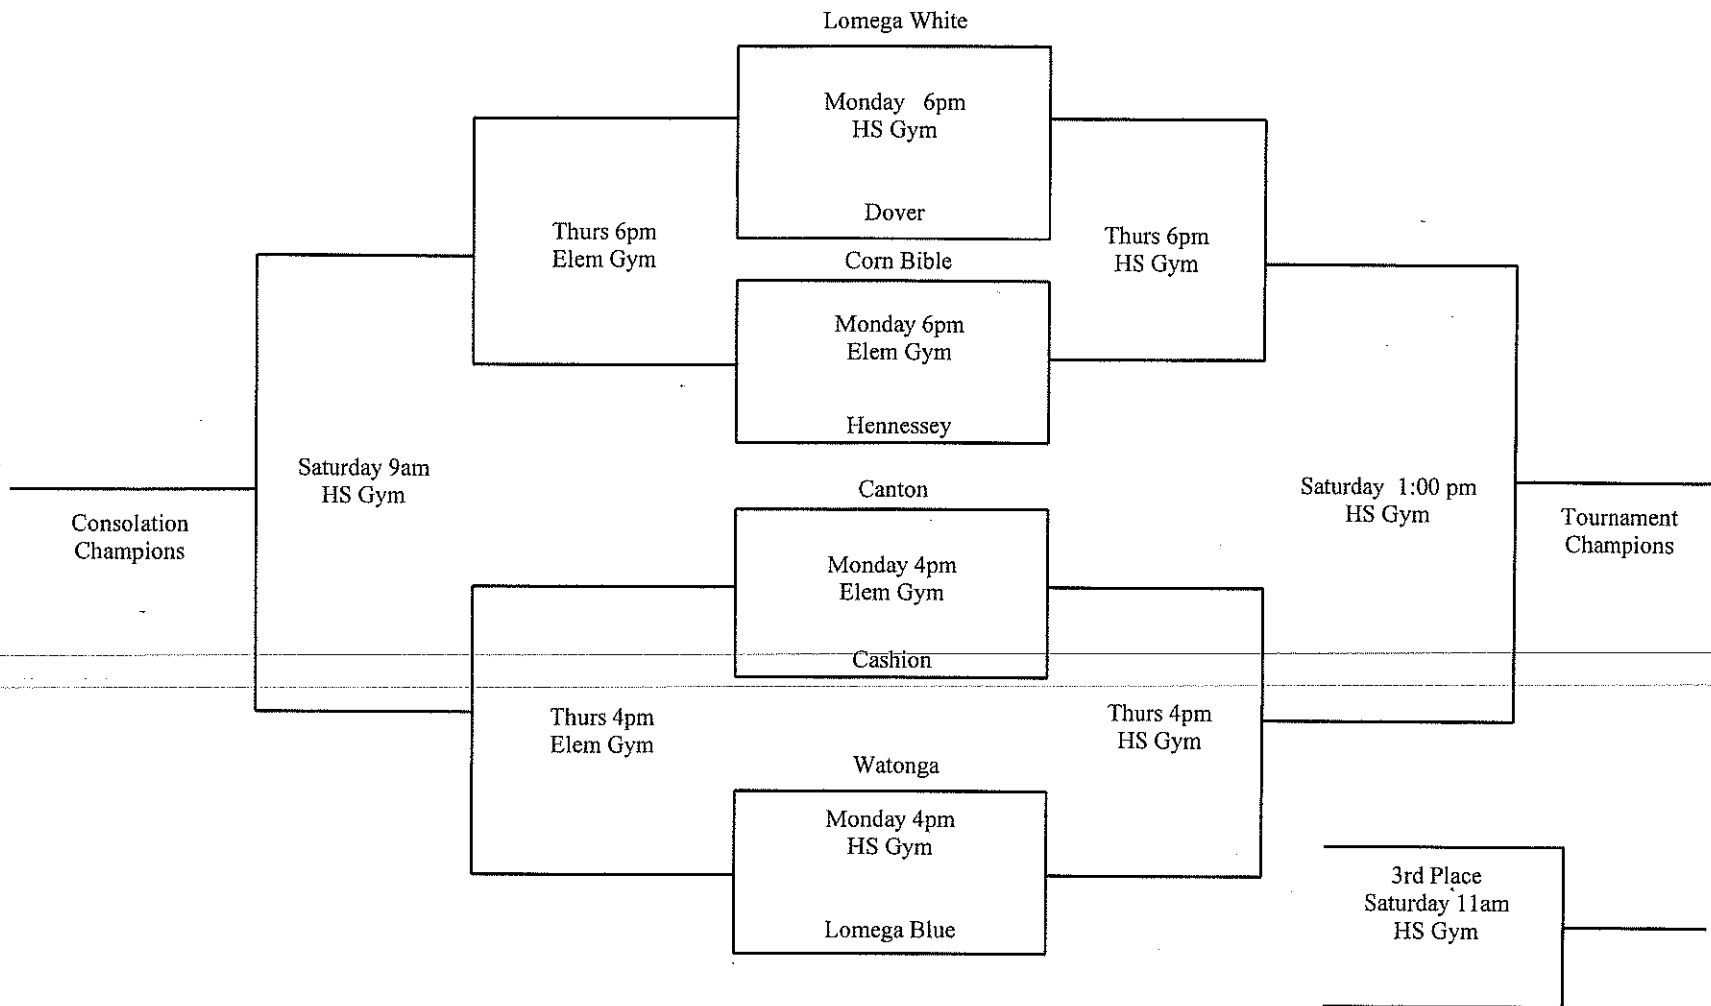 Lomega White
Monday 6pm
HS Gym
Dover
Thurs 6pm
Elem Gym
Thurs 6pm
HS Gym
Corn Bible
Monday 6pm
Elem Gym
Hennessey
Saturday 9am
HS Gym
Canton
Saturday 1:00 pm
HS Gym
Consolation
Champions
Tournament
Champions
Monday 4pm
Elem Gym
Cashion
Thurs 4pm
Elem Gym
Thurs 4pm
HS Gym
Watonga
Monday 4pm
HS Gym
Lomega Blue
3rd Place
Saturday 11am
HS Gym